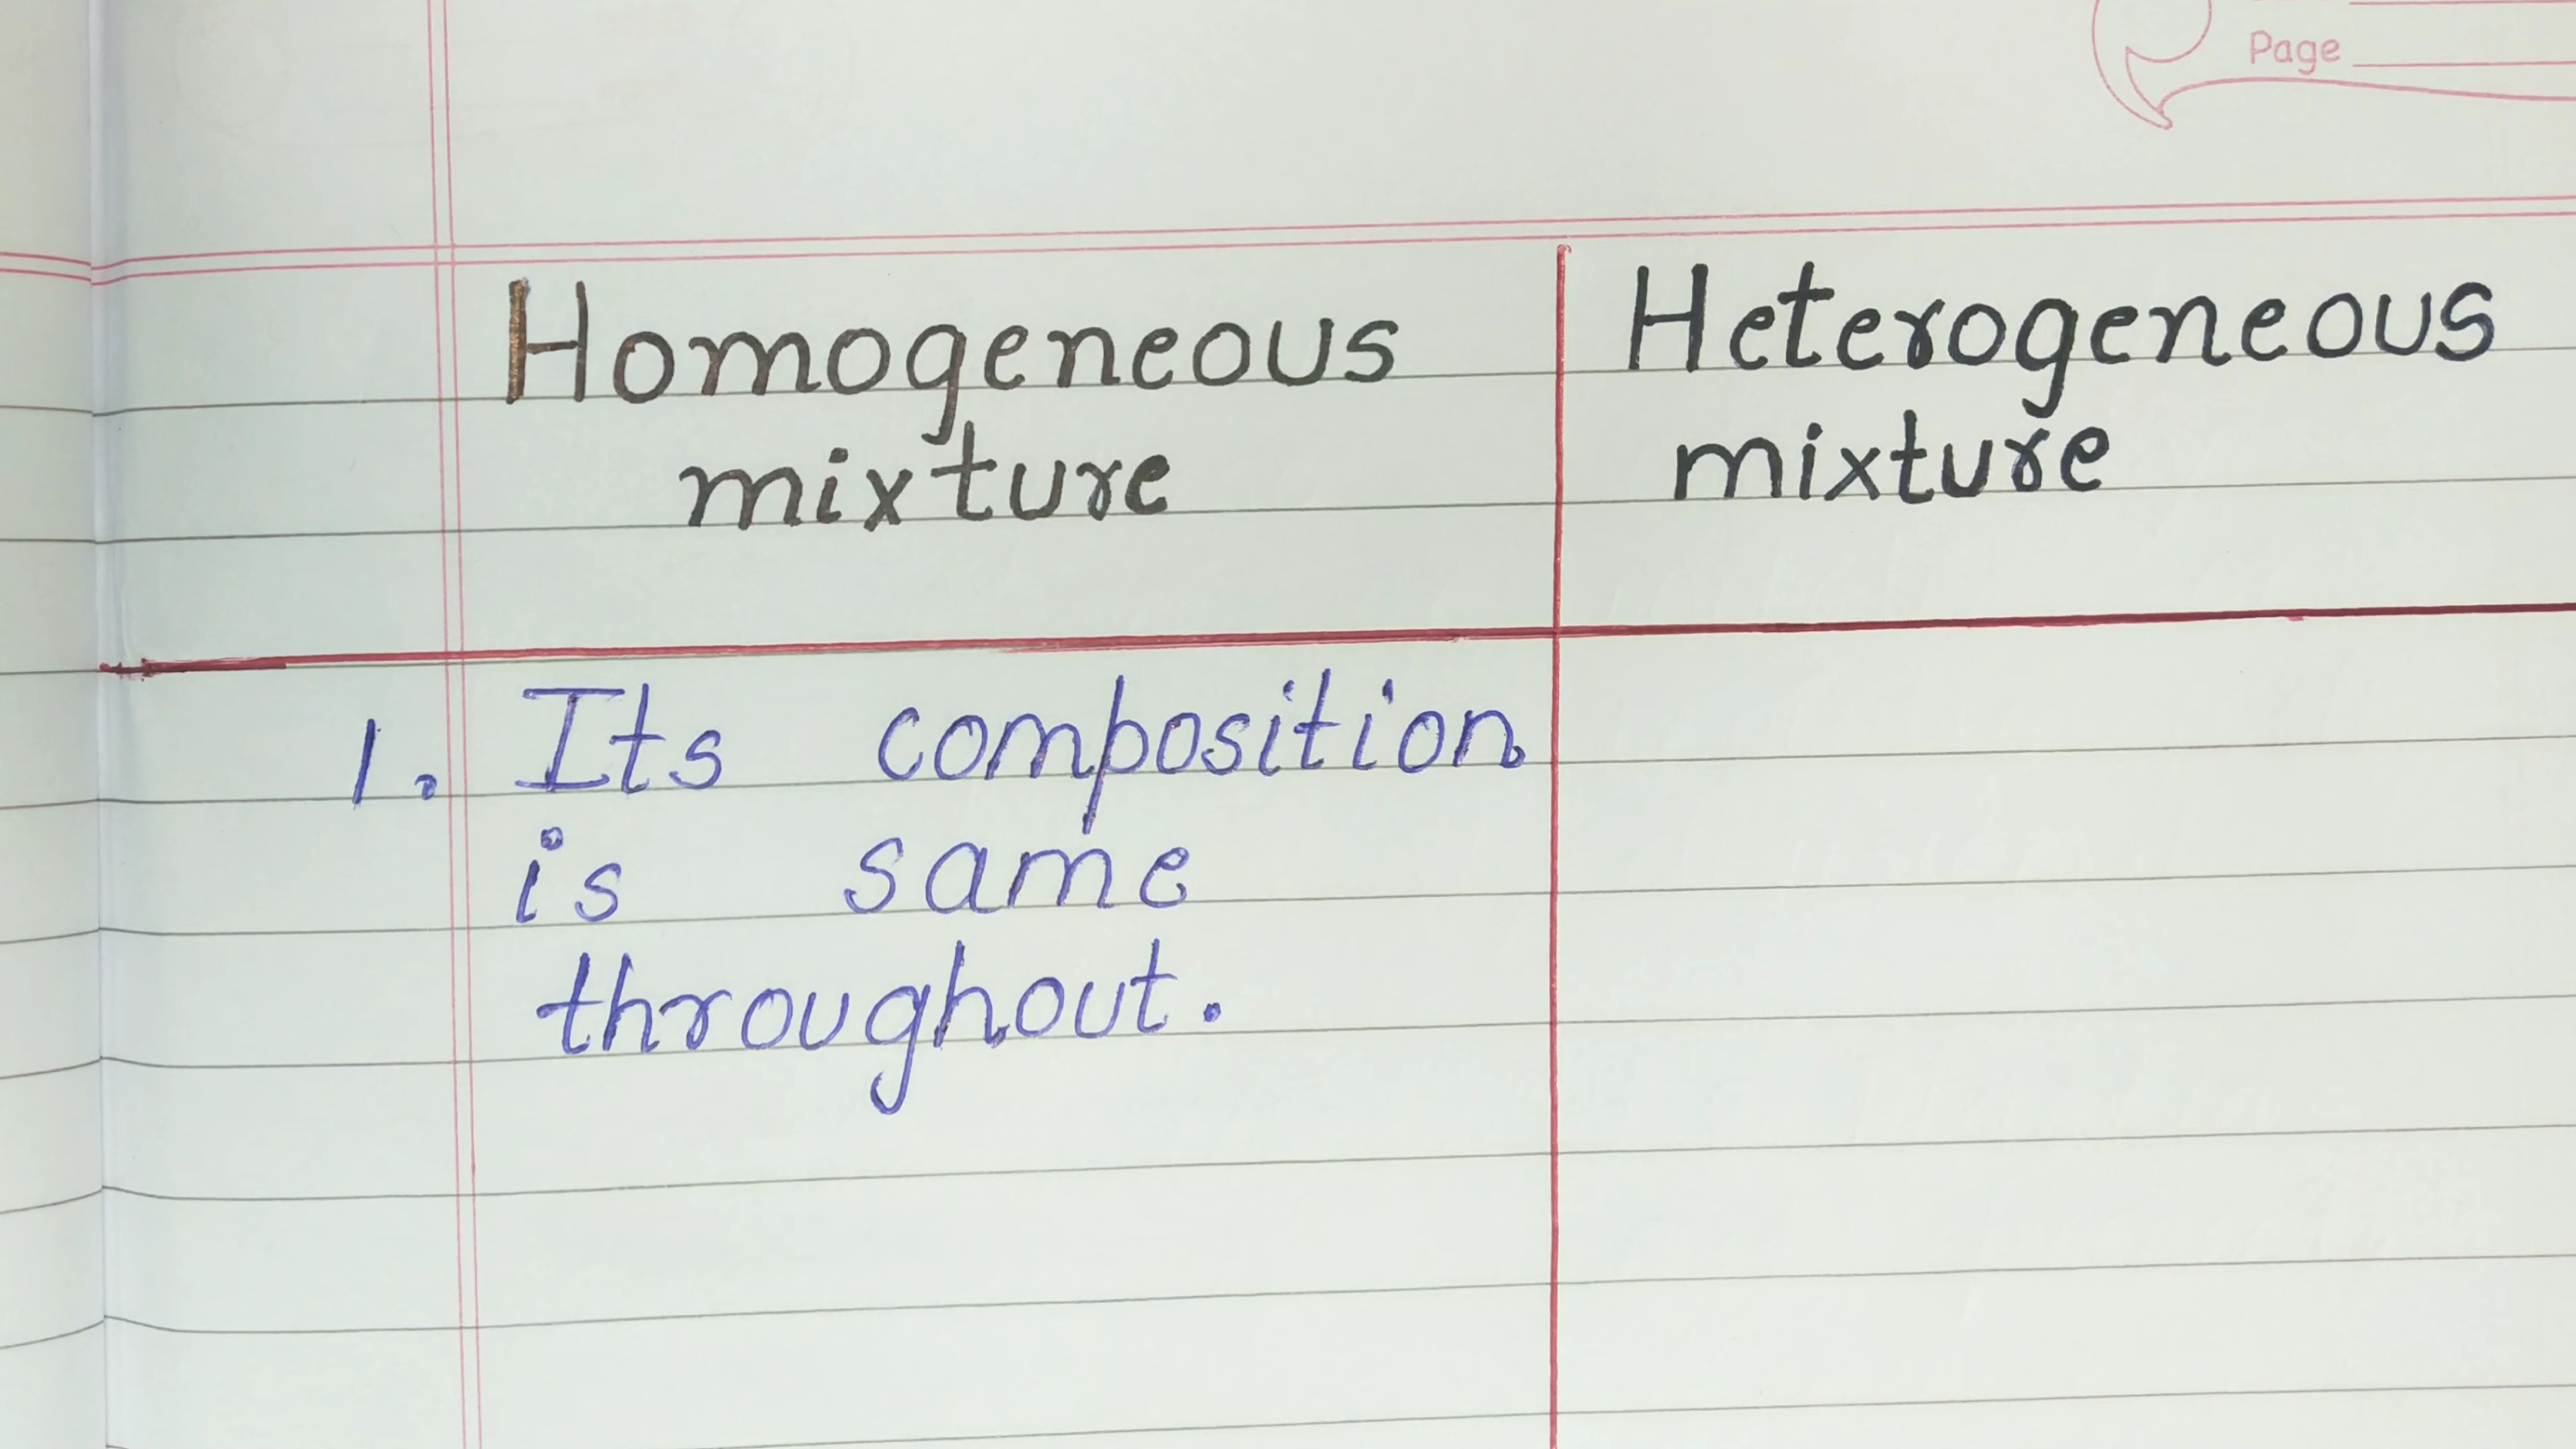 Page
Homogeneous
mixture
Heterogeneous
mixture
1. Its composition
is same
throughout.